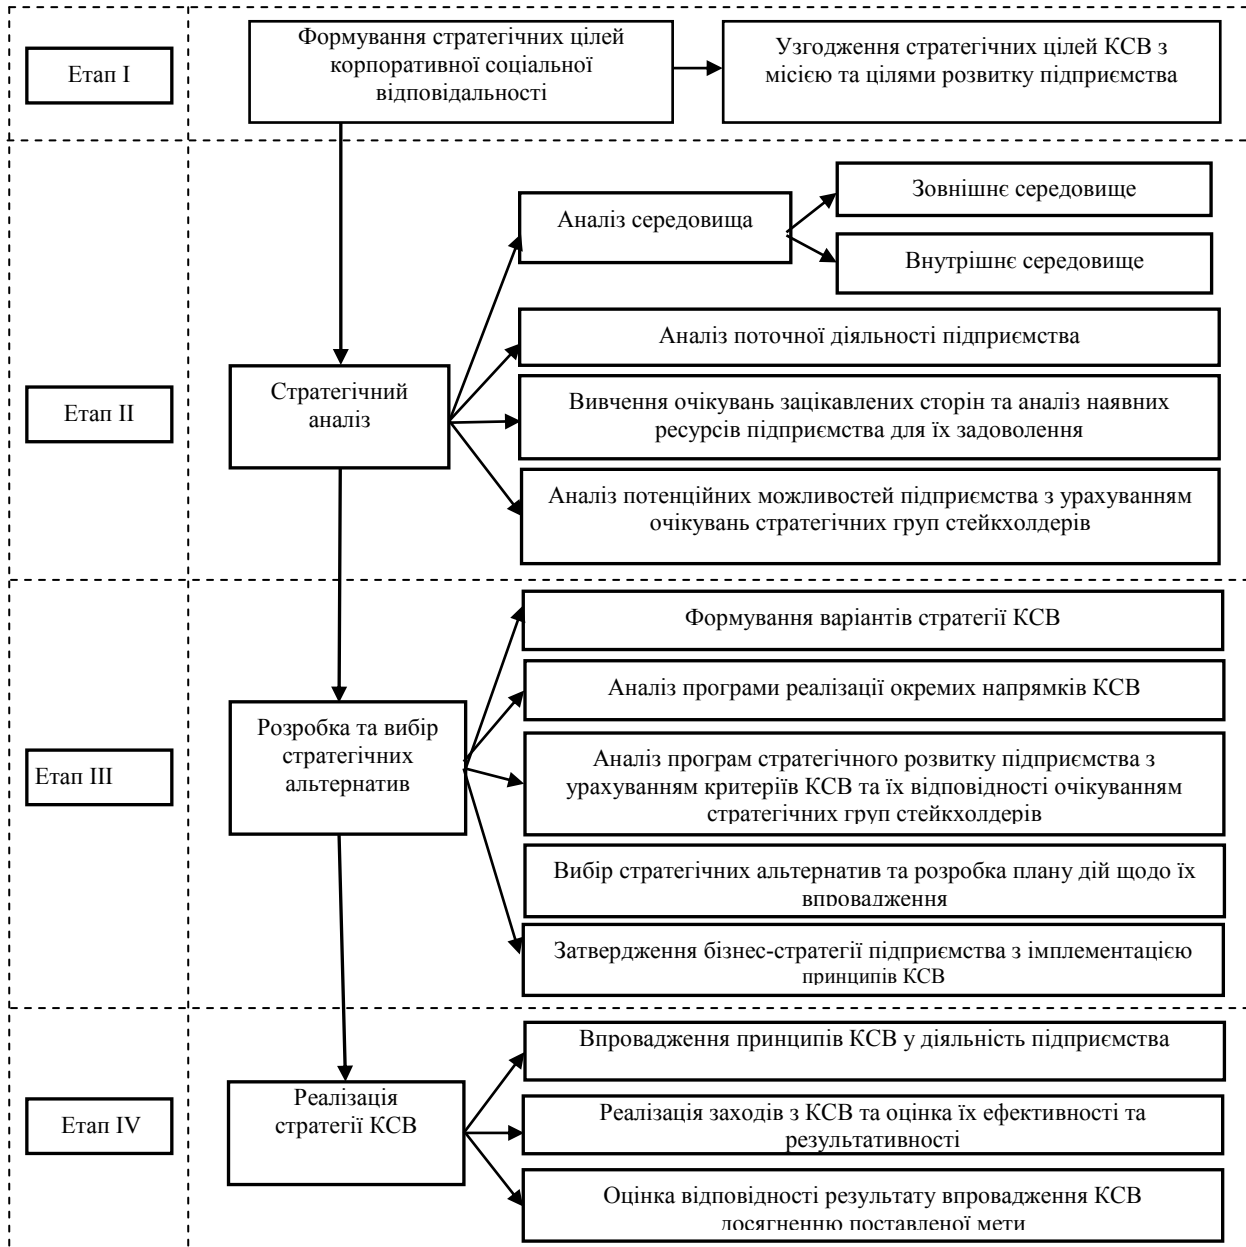 Етап І
Формування стратегічних цілей
корпоративної соціальної
відповідальності
Узгодження стратегічних цілей КСВ з
місією та цілями розвитку підприємства
Етап ІІ
Стратегічний
аналіз
Аналіз середовища
Зовнішнє середовище
Внутрішнє середовище
Аналіз поточної діяльності підприємства
Вивчення очікувань зацікавлених сторін та аналіз наявних
ресурсів підприємства для їх задоволення
Аналіз потенційних можливостей підприємства з урахуванням
очікувань стратегічних груп стейкхолдерів
Етап ІІІ
Розробка та вибір
стратегічних
альтернатив
Формування варіантів стратегії КСВ
Аналіз програми реалізації окремих напрямків КСВ
Аналіз програм стратегічного розвитку підприємства з
урахуванням критеріїв КСВ та їх відповідності очікуванням
стратегічних груп стейкхолдерів
Вибір стратегічних альтернатив та розробка плану дій щодо їх
впровадження
Затвердження бізнес-стратегії підприємства з імплементацією
принципів КСВ
Етап ІV
Реалізація
стратегії КСВ
Впровадження принципів КСВ у діяльність підприємства
Реалізація заходів з КСВ та оцінка їх ефективності та
результативності
Оцінка відповідності результату впровадження КСВ
досягненню поставленої мети